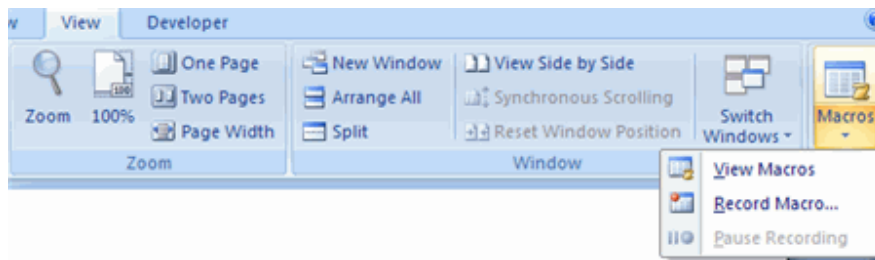 View Developer
Zoom
100%
One Page
Two Pages
Page Width
Zoom
New Window
Arrange All
Split
View Side by Side
Synchronous Scrolling
Reset Window Position
Switch
Windows
Window
Macros
View Macros
Record Macro...
Pause Recording